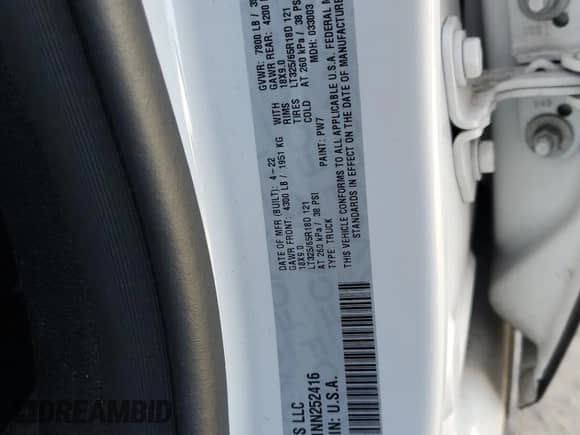 S LLC
NN252416
IN: U.S.A.
DATE OF MFR (BUILT): 4-22 GVWR: 7800 LB /
GAWR FRONT: 4300 LB / 1951 KG WITH GAWR REAR: 4200
18X9.0 RIMS 18X9.0
LT325/65R18D 121 TIRES LT325/65R18D 121
AT 260 kPa / 38 PSI COLD AT 260 kPa / 38 PS
TYPE: TRUCK MDH: 033003
PAINT: PW7
THIS VEHICLE CONFORMS TO ALL APPLICABLE U.S.A. FEDERAL M
STANDARDS IN EFFECT ON THE DATE OF MANUFACTURE
DREAMBID